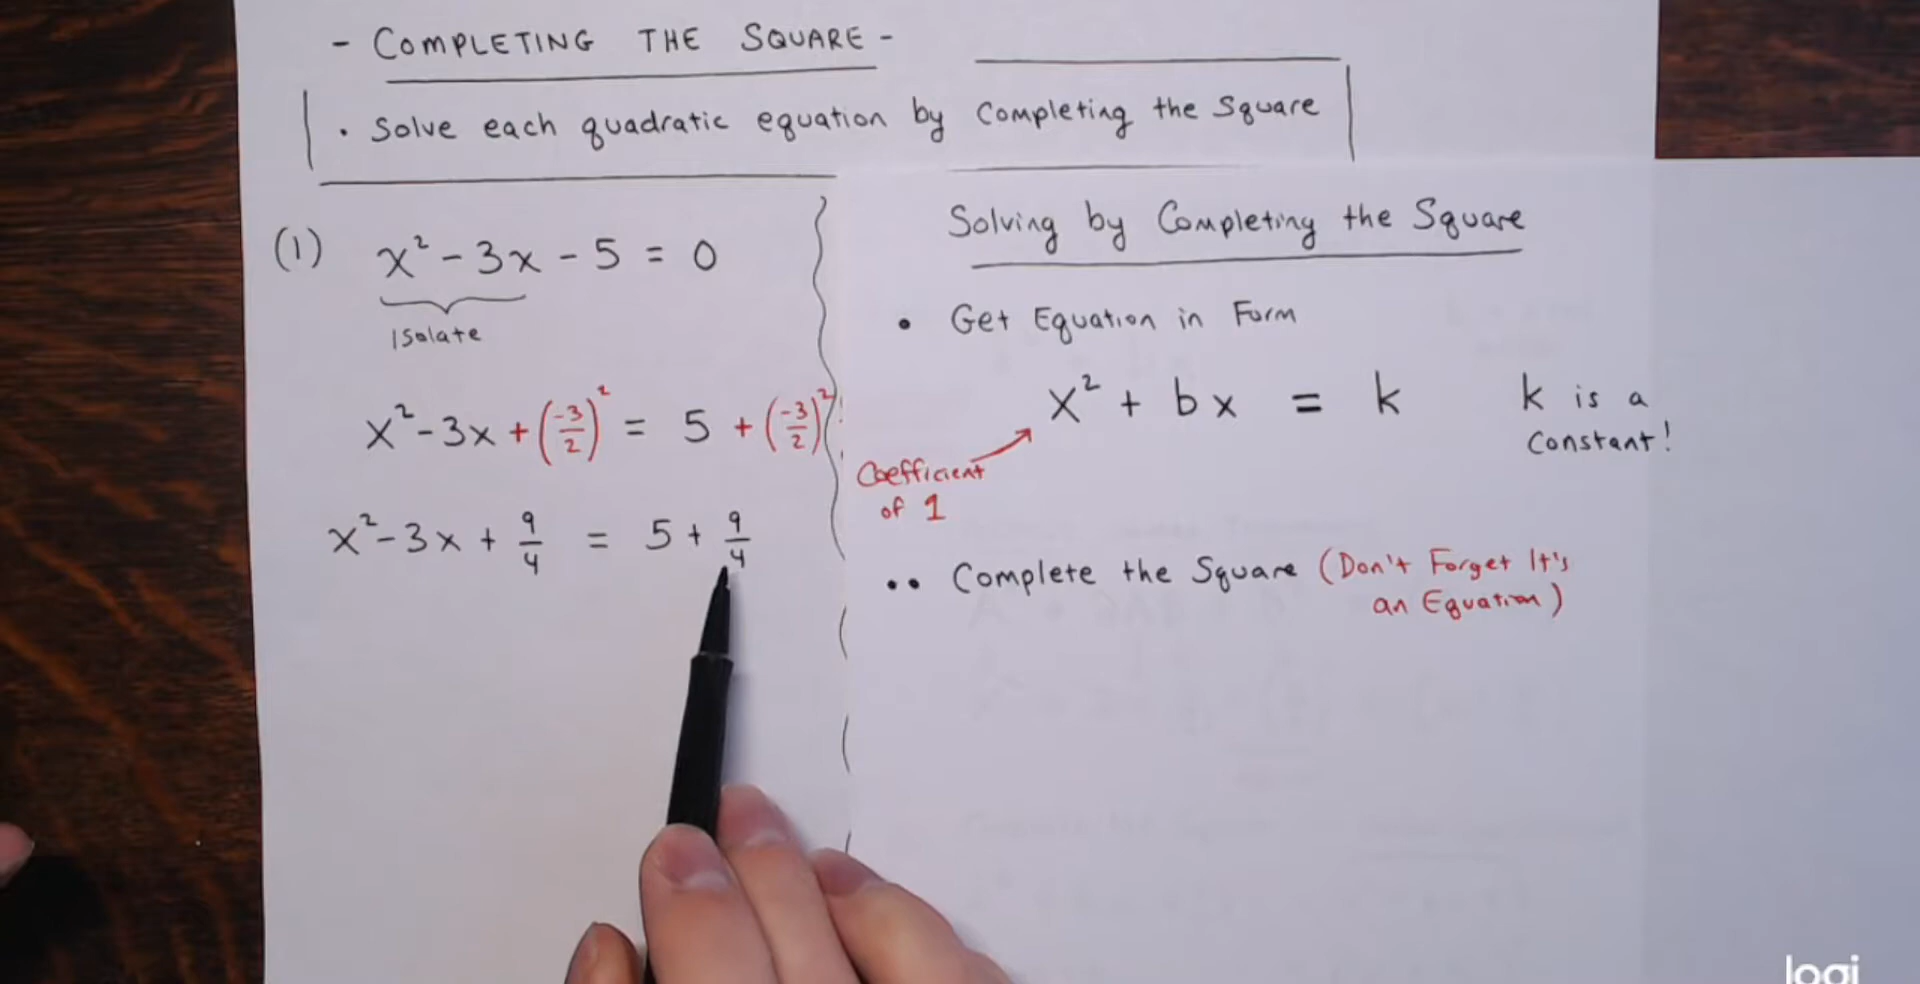 - COMPLETING THE SQUARE -
· Solve each quadratic equation by Completing the Square
(1) x² - 3x - 5 = 0
Isolate
x² - 3x + (-3/2)² = 5 + (-3/2)²
x² - 3x + 9/4 = 5 + 9/4
Solving by Completing the Square
• Get Equation in Form
x² + bx = k
k is a
Constant!
Coefficient
of 1
•• Complete the Square (Don't Forget It's
an Equation)
logi